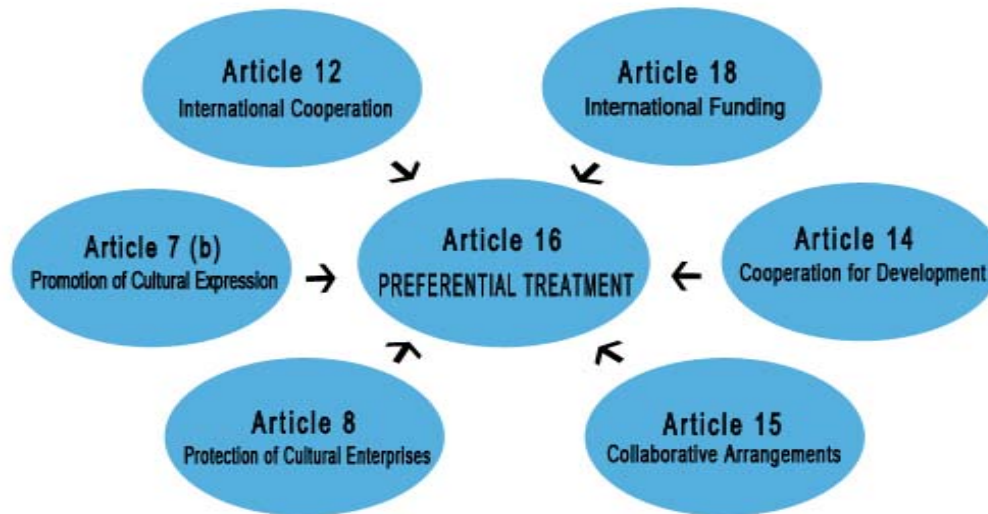 Article 12
International Cooperation
Article 18
International Funding
Article 7 (b)
Promotion of Cultural Expression
Article 16
PREFERENTIAL TREATMENT
Article 14
Cooperation for Development
Article 8
Protection of Cultural Enterprises
Article 15
Collaborative Arrangements